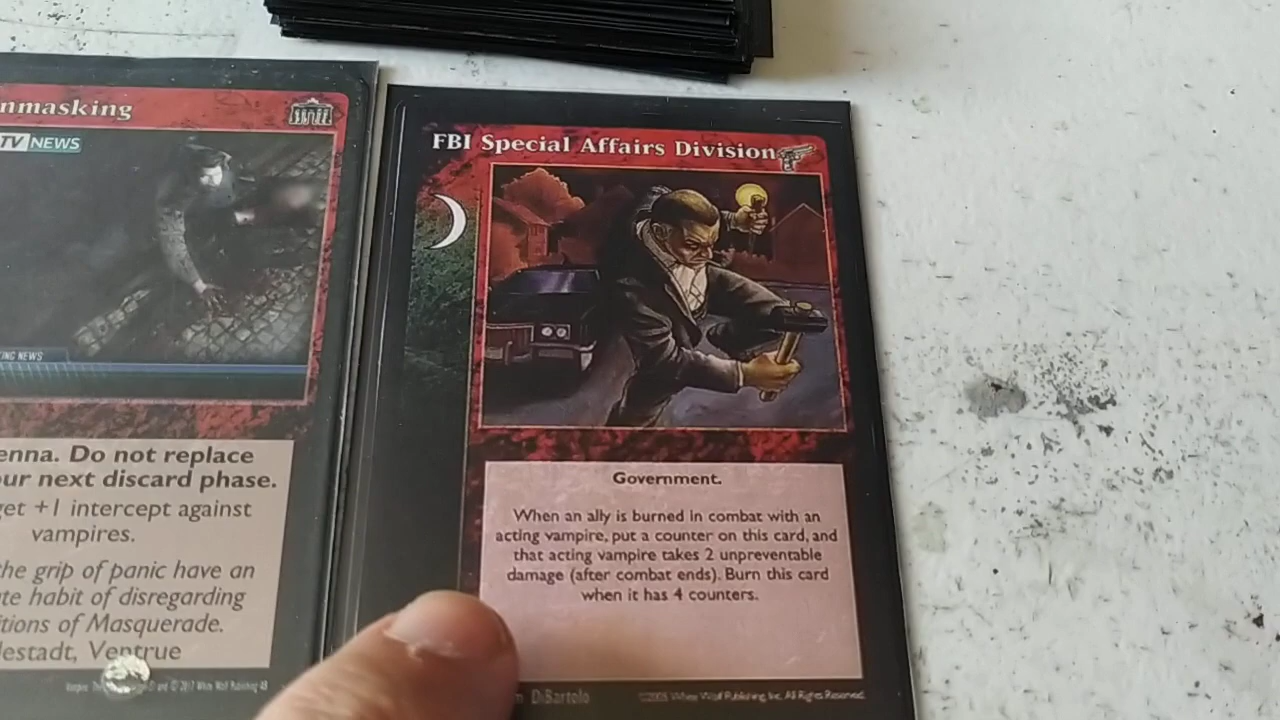 nmasking
TV NEWS
ING NEWS
enna. Do not replace
our next discard phase.
get +1 intercept against
vampires.
the grip of panic have an
te habit of disregarding
itions of Masquerade.
lestadt, Ventrue
FBI Special Affairs Division
Government.
When an ally is burned in combat with an
acting vampire, put a counter on this card, and
that acting vampire takes 2 unpreventable
damage (after combat ends). Burn this card
when it has 4 counters.
DiBartolo
©2005 White Wolf Publishing, Inc. All Rights Reserved.